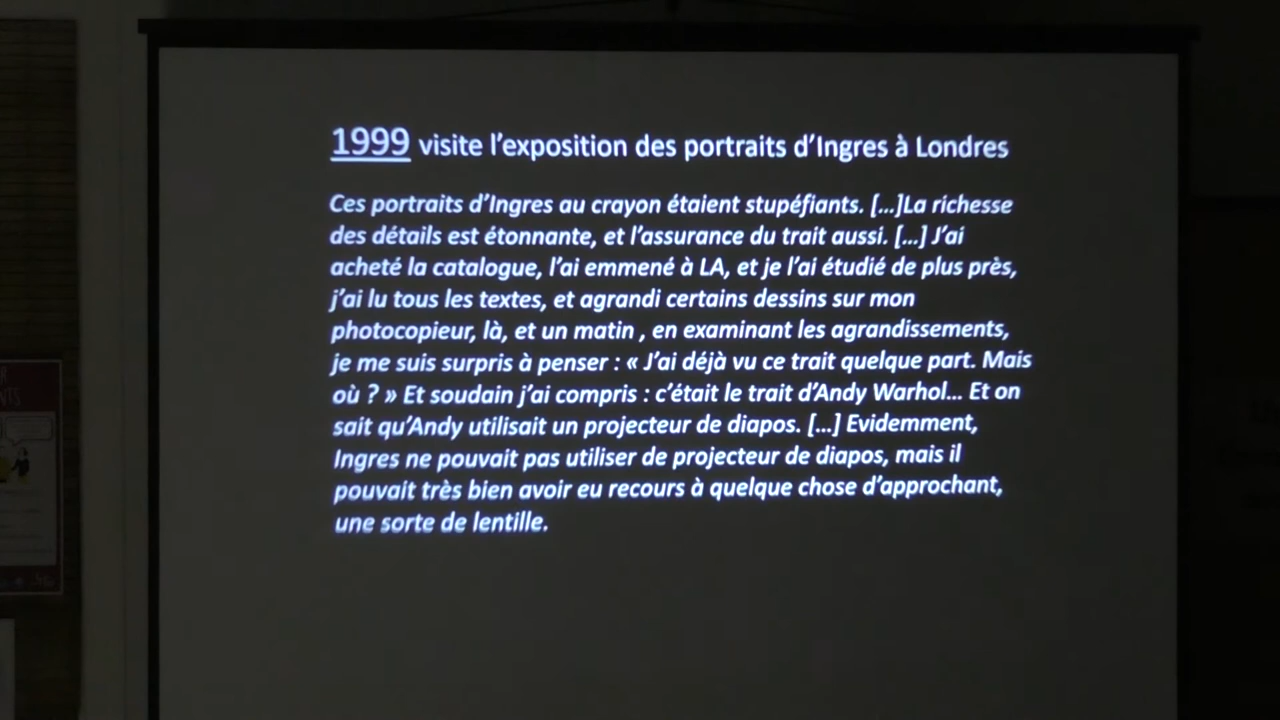 1999 visite l'exposition des portraits d'Ingres à Londres
Ces portraits d'Ingres au crayon étaient stupéfiants. [...]La richesse
des détails est étonnante, et l'assurance du trait aussi. [...] J'ai
acheté la catalogue, l'ai emmené à LA, et je l'ai étudié de plus près,
j'ai lu tous les textes, et agrandi certains dessins sur mon
photocopieur, là, et un matin , en examinant les agrandissements,
je me suis surpris à penser : « J'ai déjà vu ce trait quelque part. Mais
où ? » Et soudain j'ai compris : c'était le trait d'Andy Warhol... Et on
sait qu'Andy utilisait un projecteur de diapos. [...] Evidemment,
Ingres ne pouvait pas utiliser de projecteur de diapos, mais il
pouvait très bien avoir eu recours à quelque chose d'approchant,
une sorte de lentille.